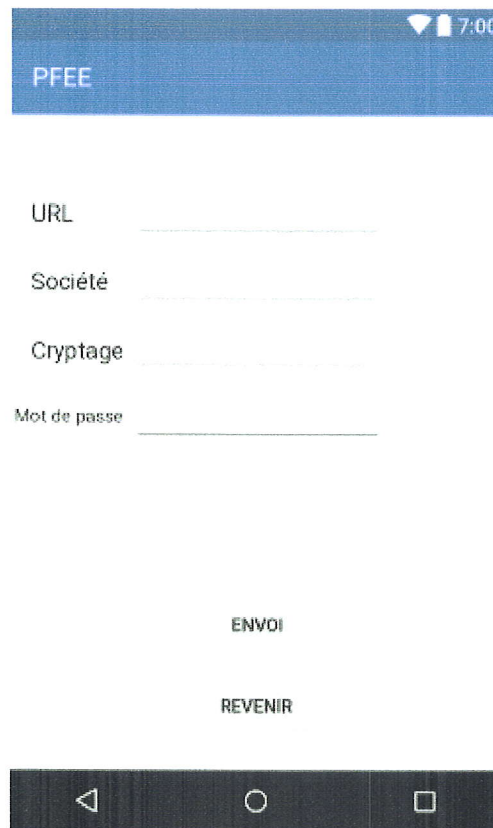 7:00
PFEE
URL
Société
Cryptage
Mot de passe
ENVOI
REVENIR